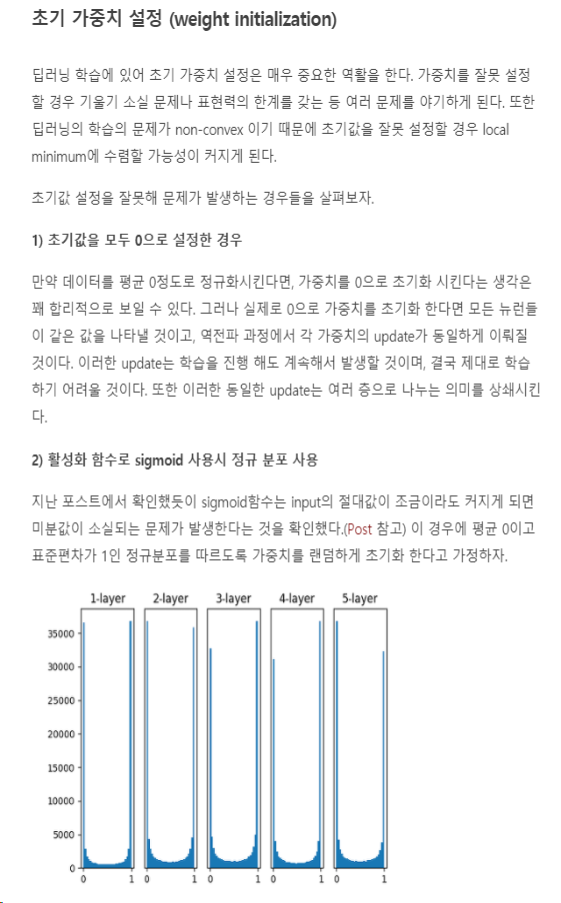 초기 가중치 설정 (weight initialization)
딥러닝 학습에 있어 초기 가중치 설정은 매우 중요한 역활을 한다. 가중치를 잘못 설정
할 경우 기울기 소실 문제나 표현력의 한계를 갖는 등 여러 문제를 야기하게 된다. 또한
딥러닝의 학습의 문제가 non-convex 이기 때문에 초기값을 잘못 설정할 경우 local
minimum에 수렴할 가능성이 커지게 된다.
초기값 설정을 잘못해 문제가 발생하는 경우들을 살펴보자.
1) 초기값을 모두 0으로 설정한 경우
만약 데이터를 평균 0정도로 정규화시킨다면, 가중치를 0으로 초기화 시킨다는 생각은
꽤 합리적으로 보일 수 있다. 그러나 실제로 0으로 가중치를 초기화 한다면 모든 뉴런들
이 같은 값을 나타낼 것이고, 역전파 과정에서 각 가중치의 update가 동일하게 이뤄질
것이다. 이러한 update는 학습을 진행 해도 계속해서 발생할 것이며, 결국 제대로 학습
하기 어려울 것이다. 또한 이러한 동일한 update는 여러 층으로 나누는 의미를 상쇄시킨
다.
2) 활성화 함수로 sigmoid 사용시 정규 분포 사용
지난 포스트에서 확인했듯이 sigmoid함수는 input의 절대값이 조금이라도 커지게 되면
미분값이 소실되는 문제가 발생한다는 것을 확인했다.(Post 참고) 이 경우에 평균 0이고
표준편차가 1인 정규분포를 따르도록 가중치를 랜덤하게 초기화 한다고 가정하자.
1-layer 2-layer 3-layer 4-layer 5-layer
35000
30000
25000
20000
15000
10000
5000
0
0 1 0 1 0 1 0 1 0 1